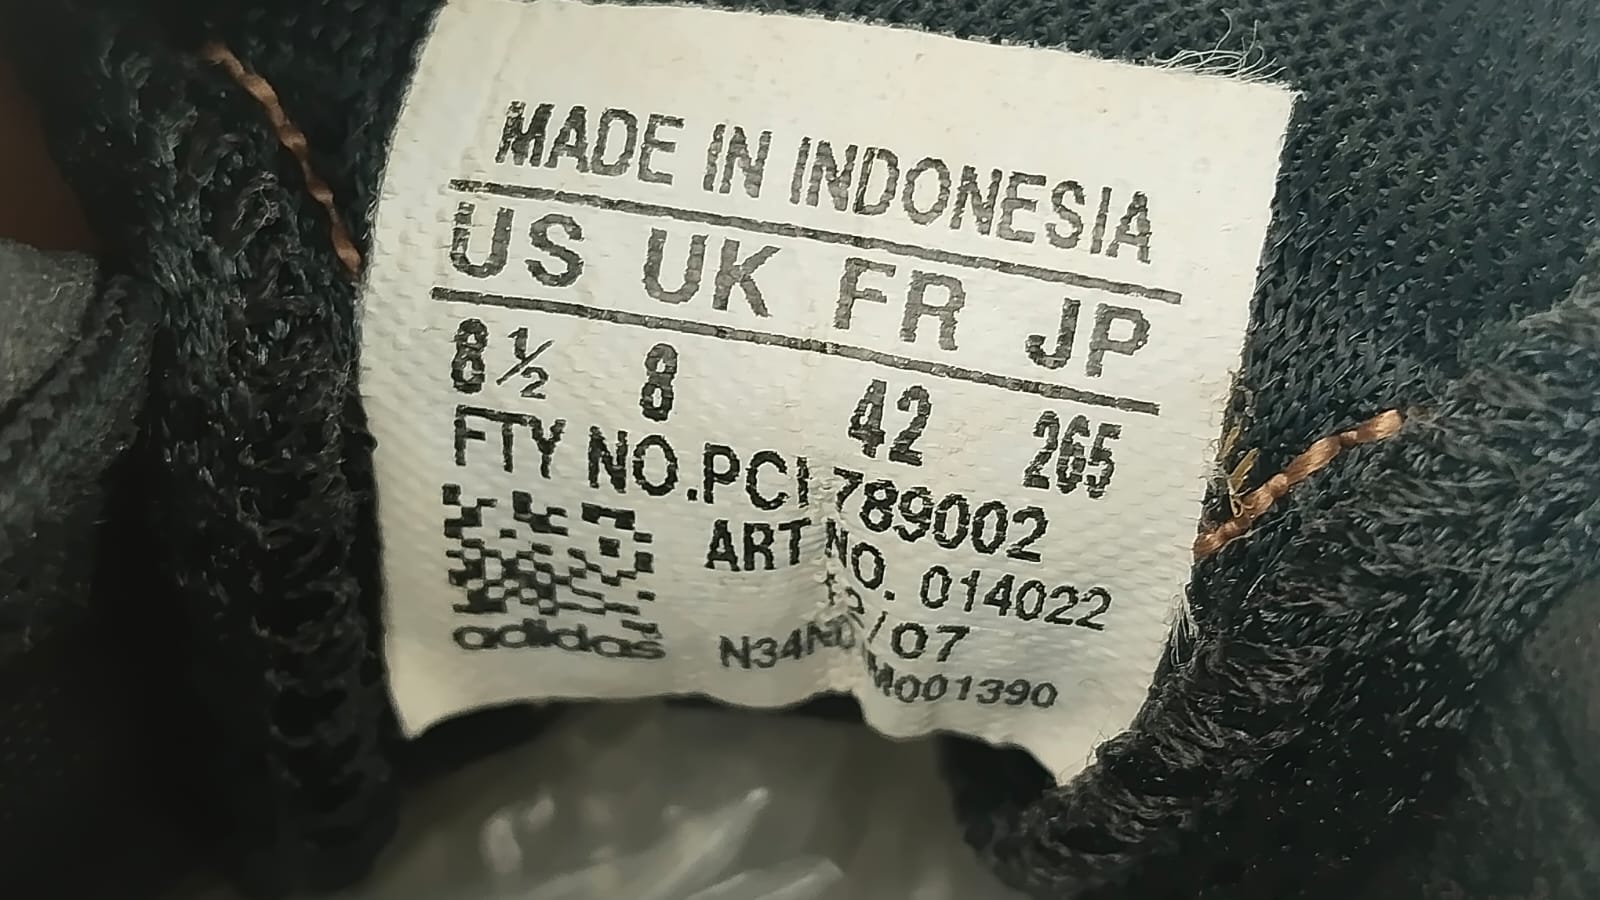 MADE IN INDONESIA
US UK FR JP
8½ 8 42 265
FTY NO.PCI 789002
ART NO. 014022
12/07
adidas
M001390